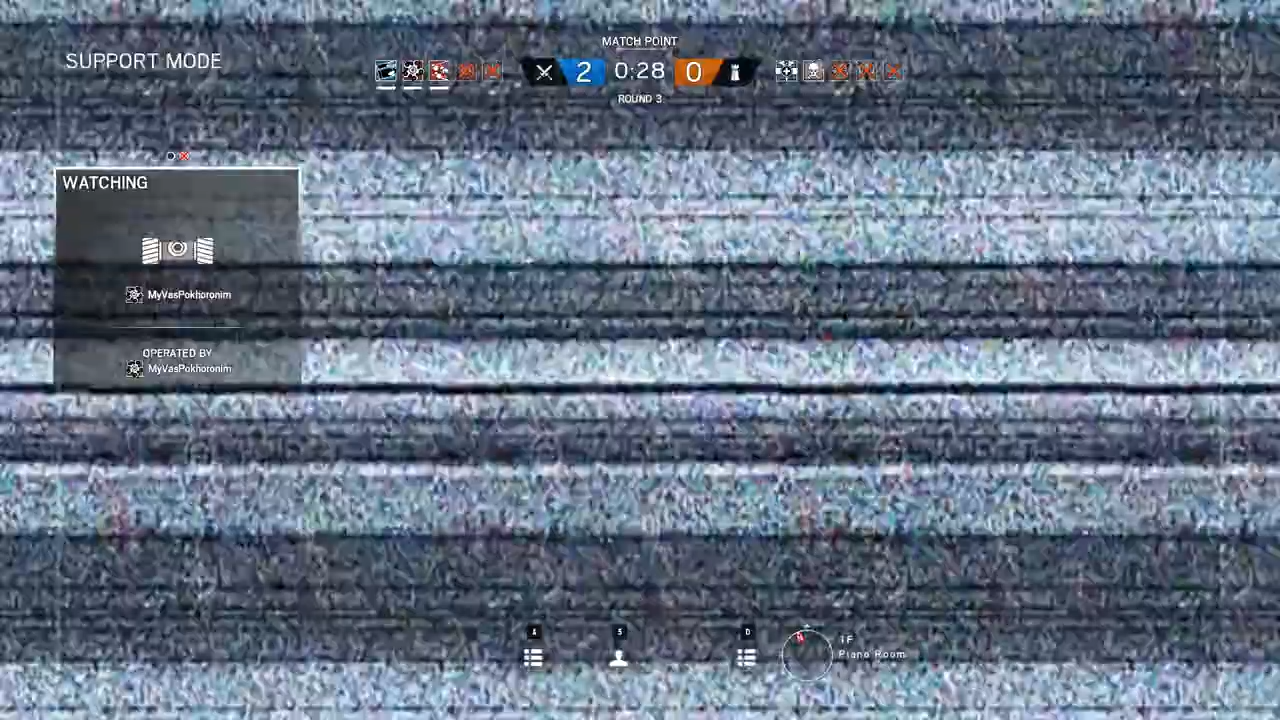 SUPPORT MODE
MATCH POINT
2 0:28 0
ROUND 3
WATCHING
MyVasPokhoronim
OPERATED BY
MyVasPokhoronim
A S D
1F
Piano Room
N